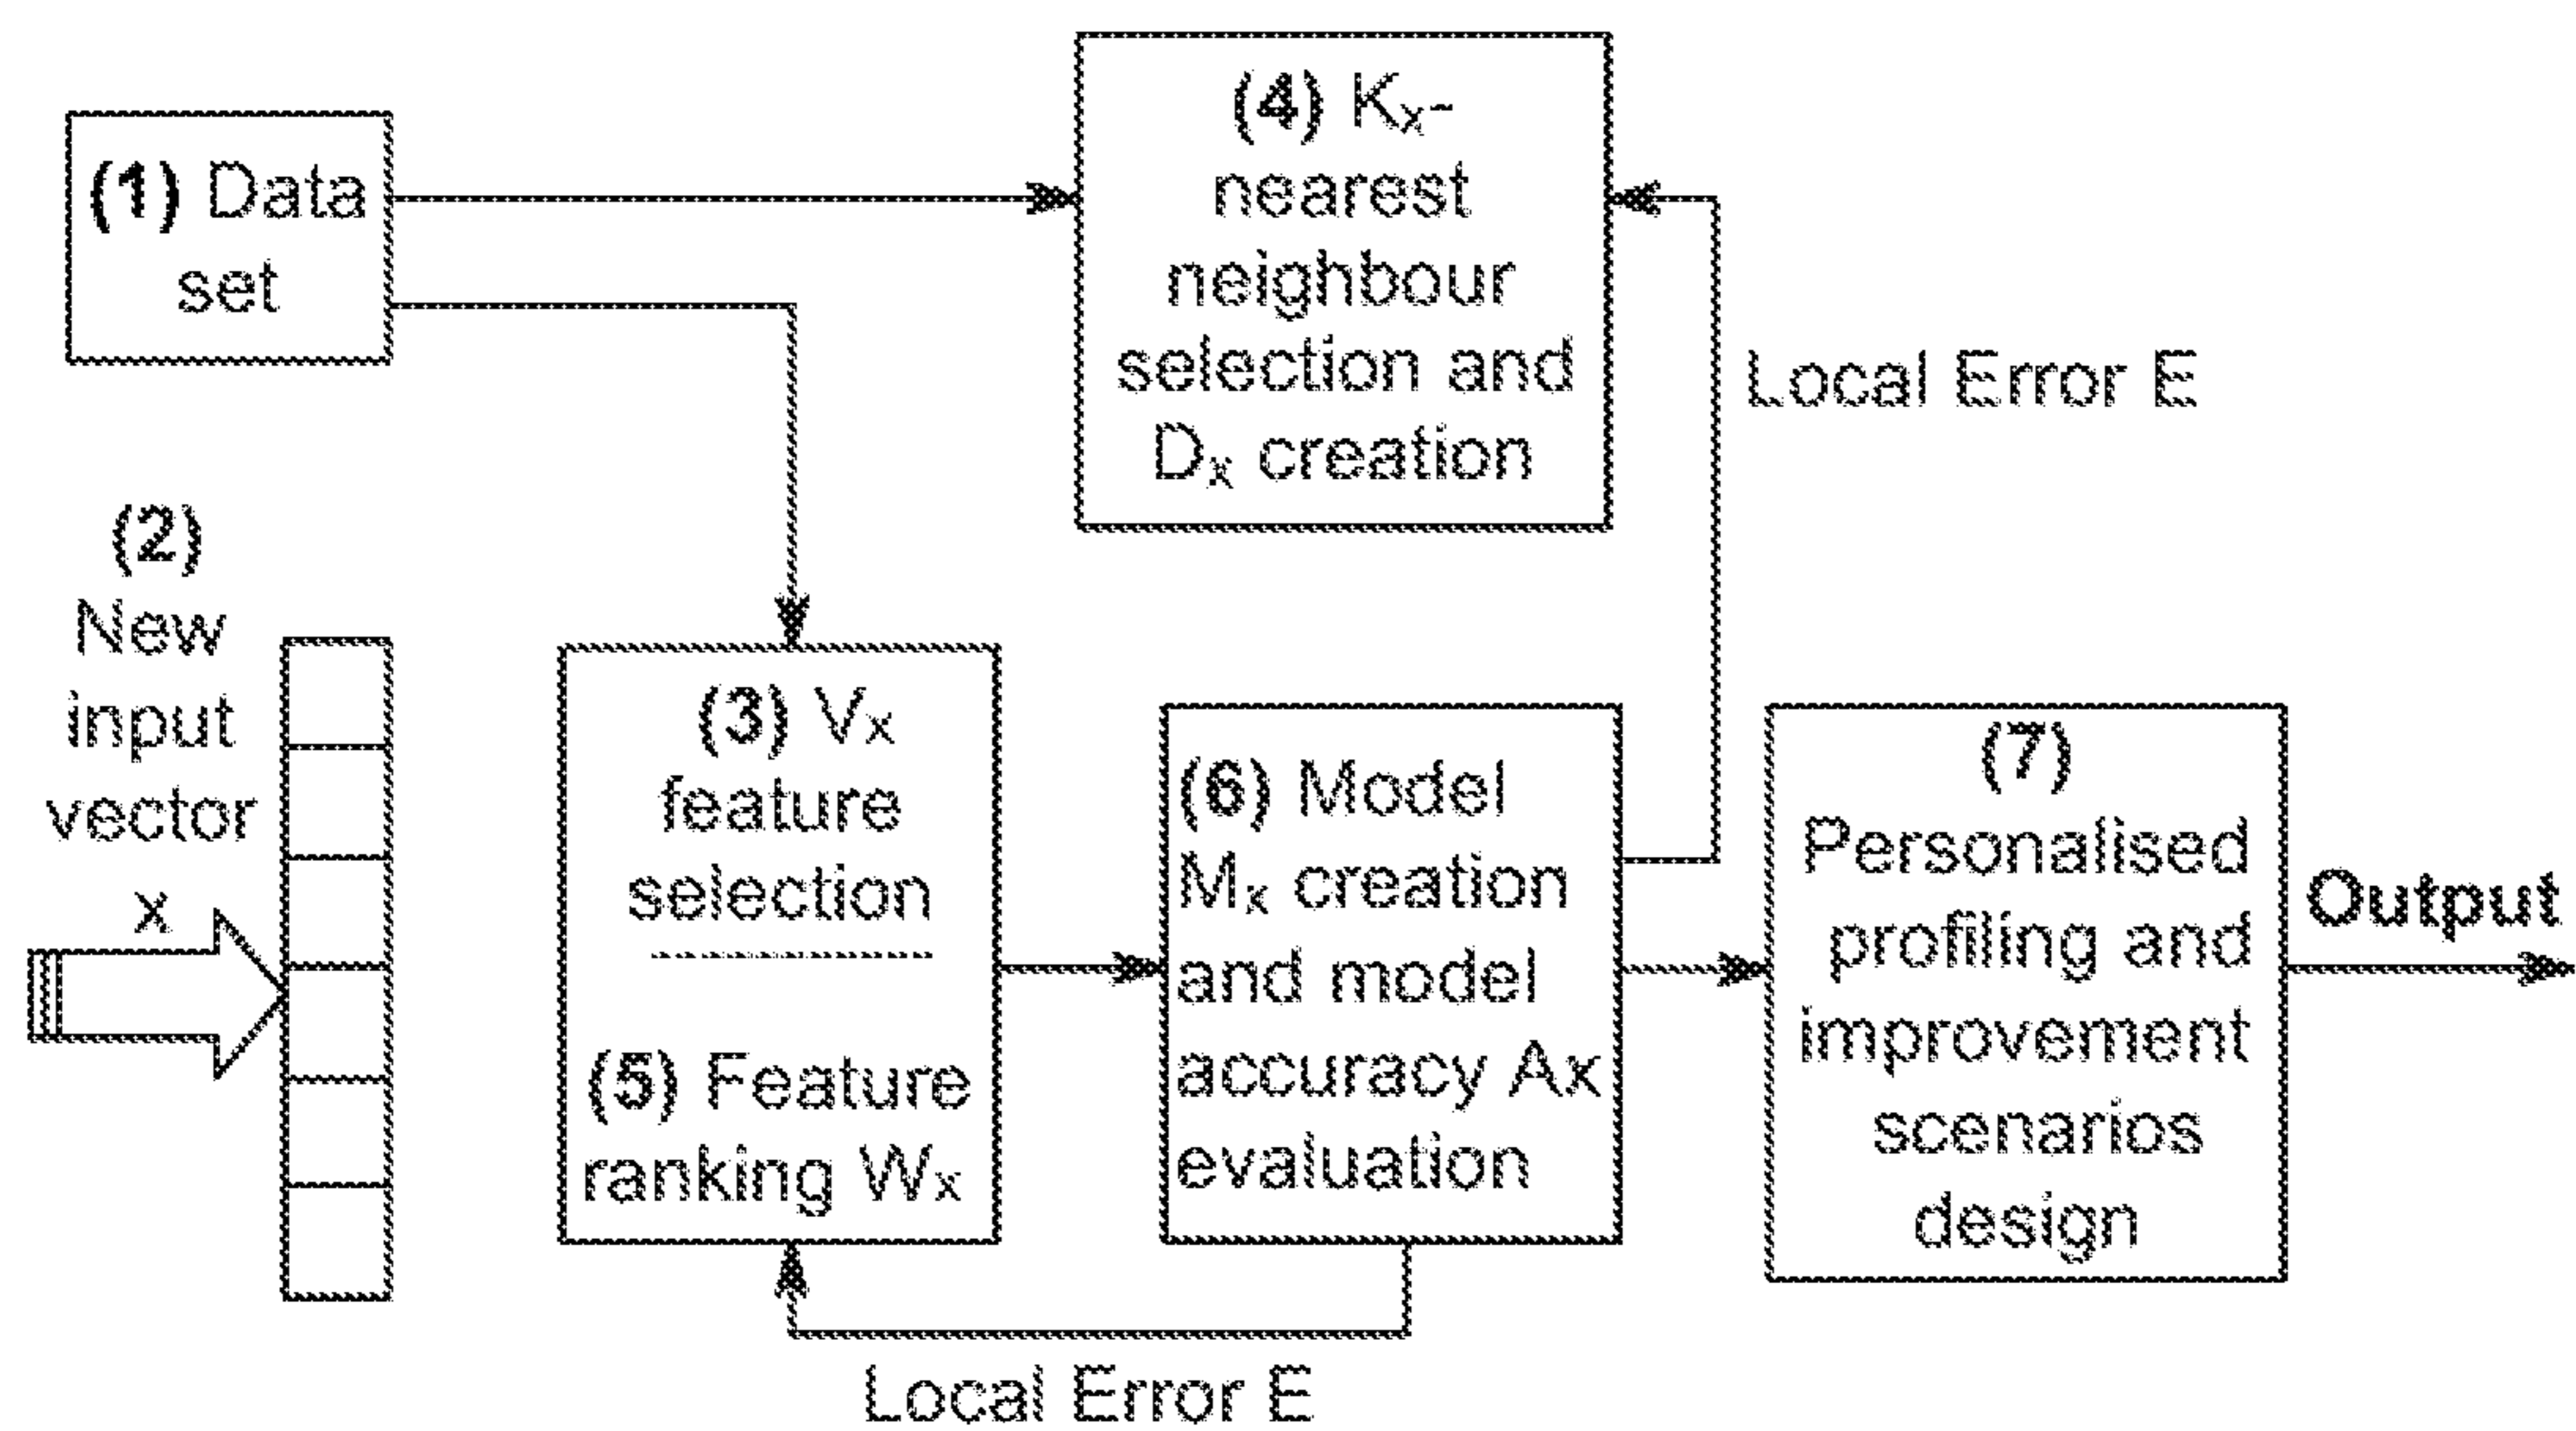 (1) Data
set
(2)
New
input
vector
x
(3) Vx
feature
selection
(5) Feature
ranking Wx
(4) Kx-
nearest
neighbour
selection and
Dx creation
Local Error E
(6) Model
Mx creation
and model
accuracy Ax
evaluation
Local Error E
(7)
Personalised
profiling and
improvement
scenarios
design
Output